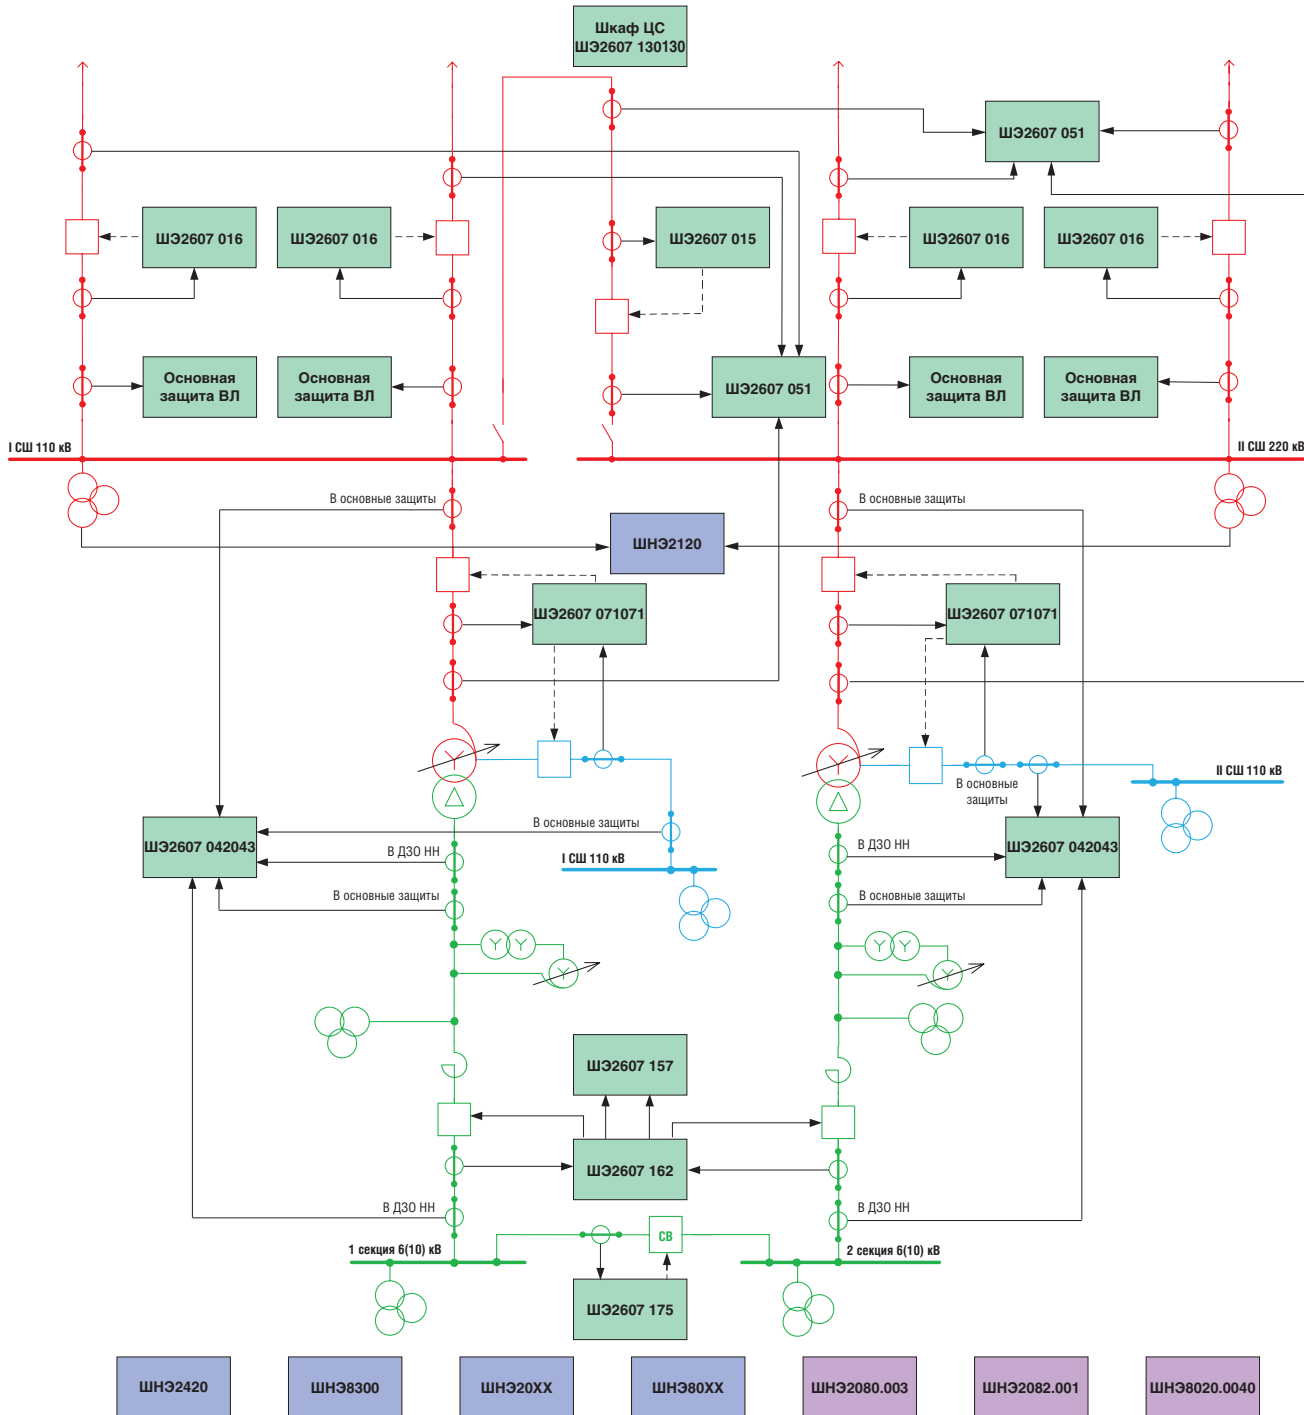 Шкаф ЦС
ШЭ2607 130130
ШЭ2607 051
ШЭ2607 016
ШЭ2607 016
ШЭ2607 015
ШЭ2607 016
ШЭ2607 016
Основная
защита ВЛ
Основная
защита ВЛ
ШЭ2607 051
Основная
защита ВЛ
Основная
защита ВЛ
I СШ 110 кВ
II СШ 220 кВ
В основные защиты
В основные защиты
ШНЭ2120
ШЭ2607 071071
ШЭ2607 071071
II СШ 110 кВ
В основные
защиты
В основные защиты
ШЭ2607 042043
В ДЗО НН
В ДЗО НН
ШЭ2607 042043
I СШ 110 кВ
В основные защиты
В основные защиты
ШЭ2607 157
ШЭ2607 162
В ДЗО НН
В ДЗО НН
СВ
1 секция 6(10) кВ
2 секция 6(10) кВ
ШЭ2607 175
ШНЭ2420
ШНЭ8300
ШНЭ20ХХ
ШНЭ80ХХ
ШНЭ2080.003
ШНЭ2082.001
ШНЭ8020.0040